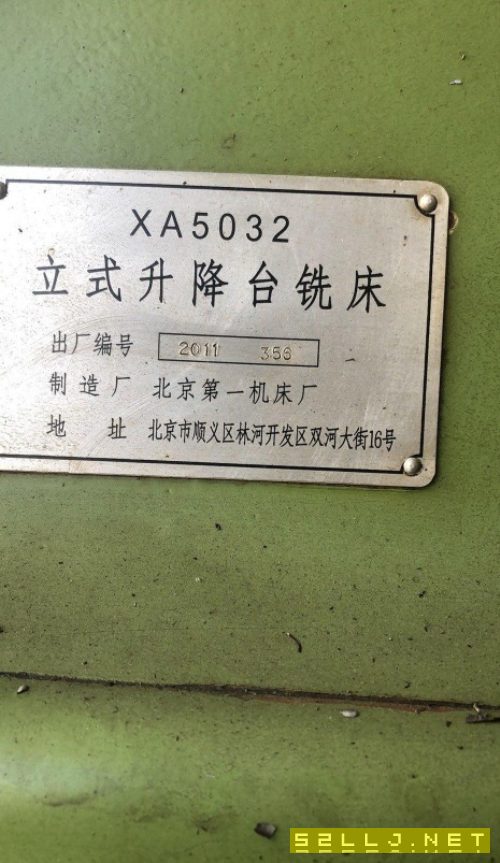 XA5032
立式升降台铣床
出厂编号 2011 356
制造厂 北京第一机床厂
地址 北京市顺义区林河开发区双河大街16号
52LLJ.NET